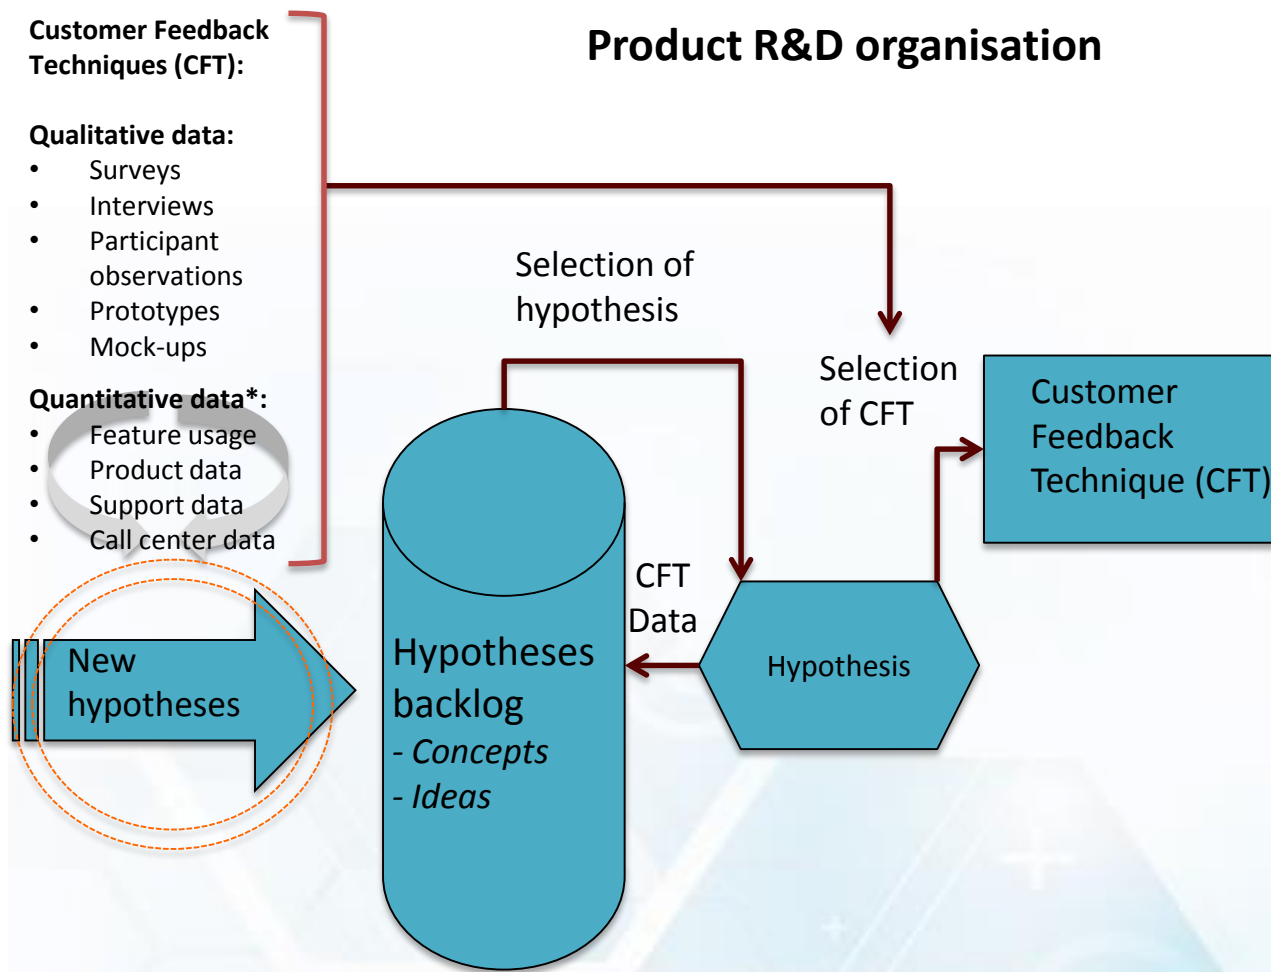 Customer Feedback
Techniques (CFT):
Product R&D organisation
Qualitative data:
• Surveys
• Interviews
• Participant
observations
• Prototypes
• Mock-ups
Quantitative data*:
• Feature usage
• Product data
• Support data
• Call center data
Selection of
hypothesis
Selection
of CFT
Customer
Feedback
Technique (CFT)
CFT
Data
New
hypotheses
Hypotheses
backlog
- Concepts
- Ideas
Hypothesis